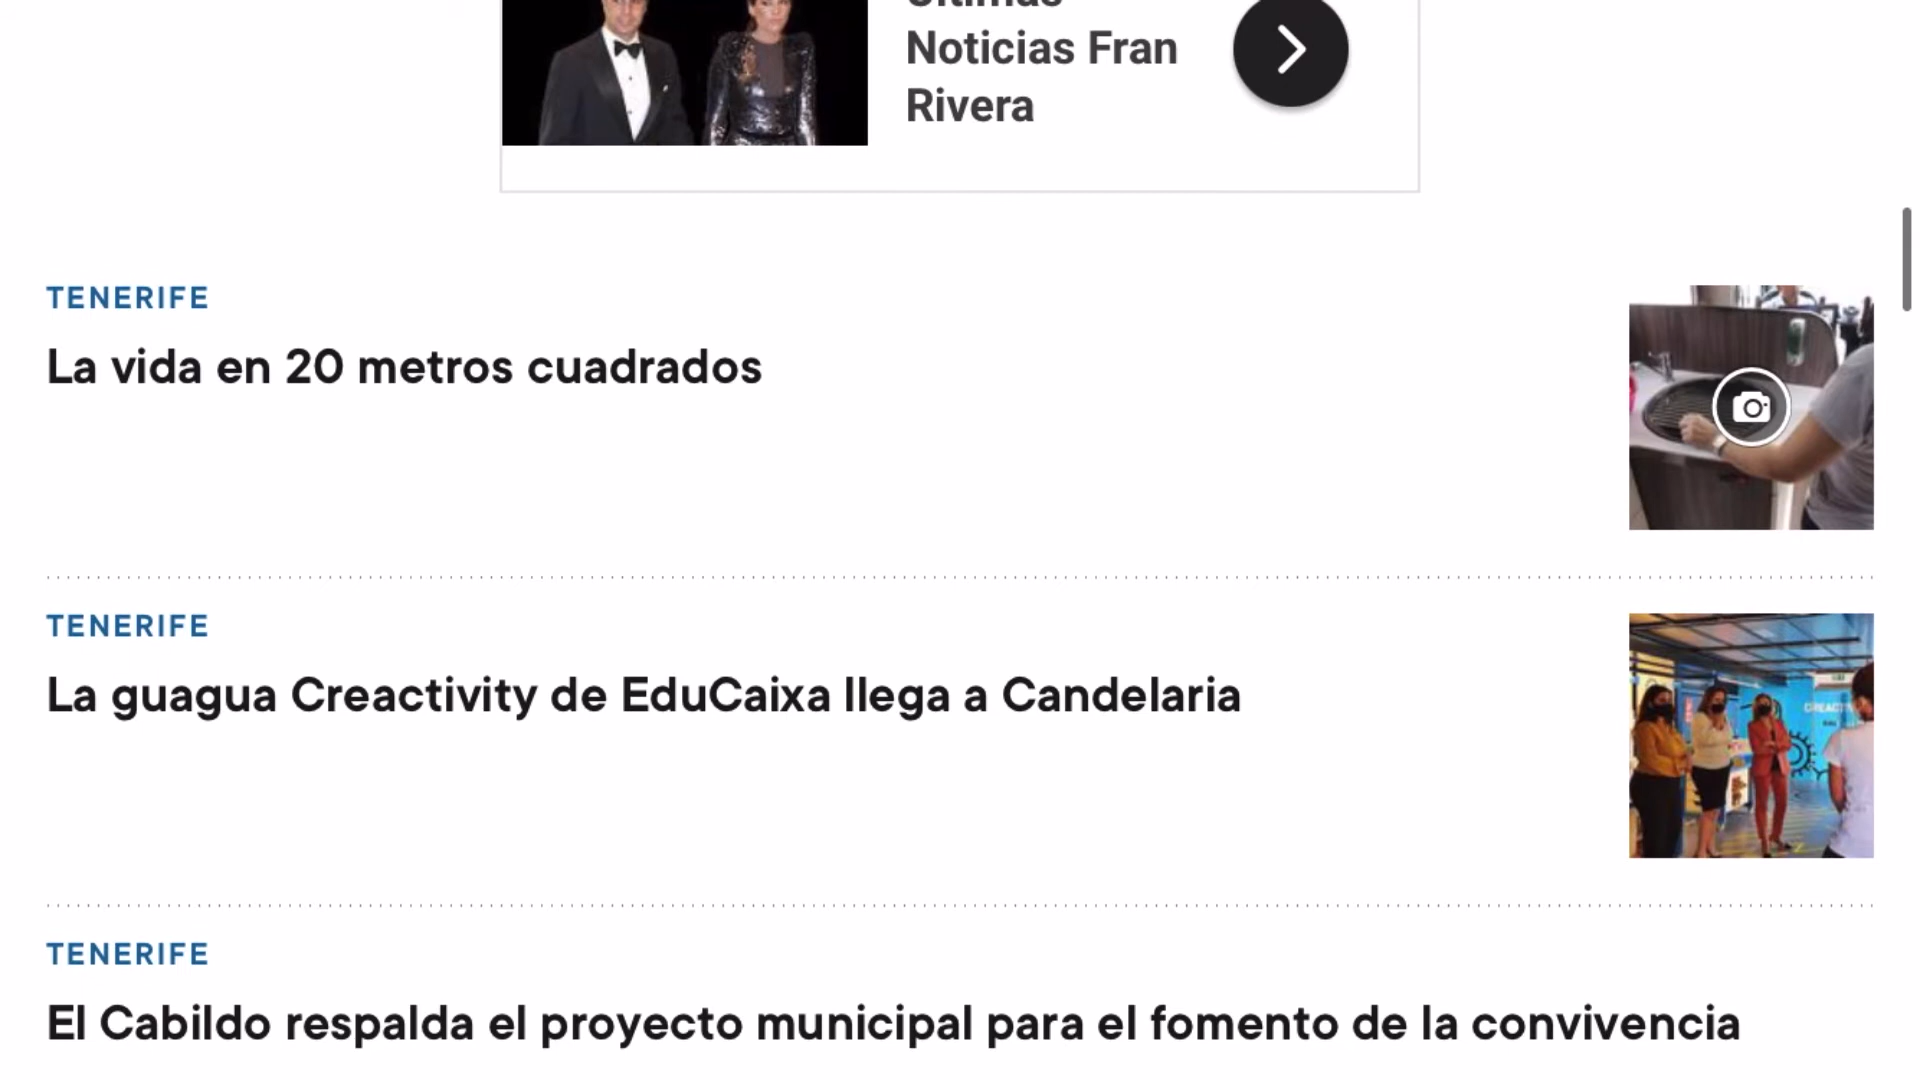 Noticias Fran
Rivera
TENERIFE
La vida en 20 metros cuadrados
TENERIFE
La guagua Creactivity de EduCaixa llega a Candelaria
TENERIFE
El Cabildo respalda el proyecto municipal para el fomento de la convivencia